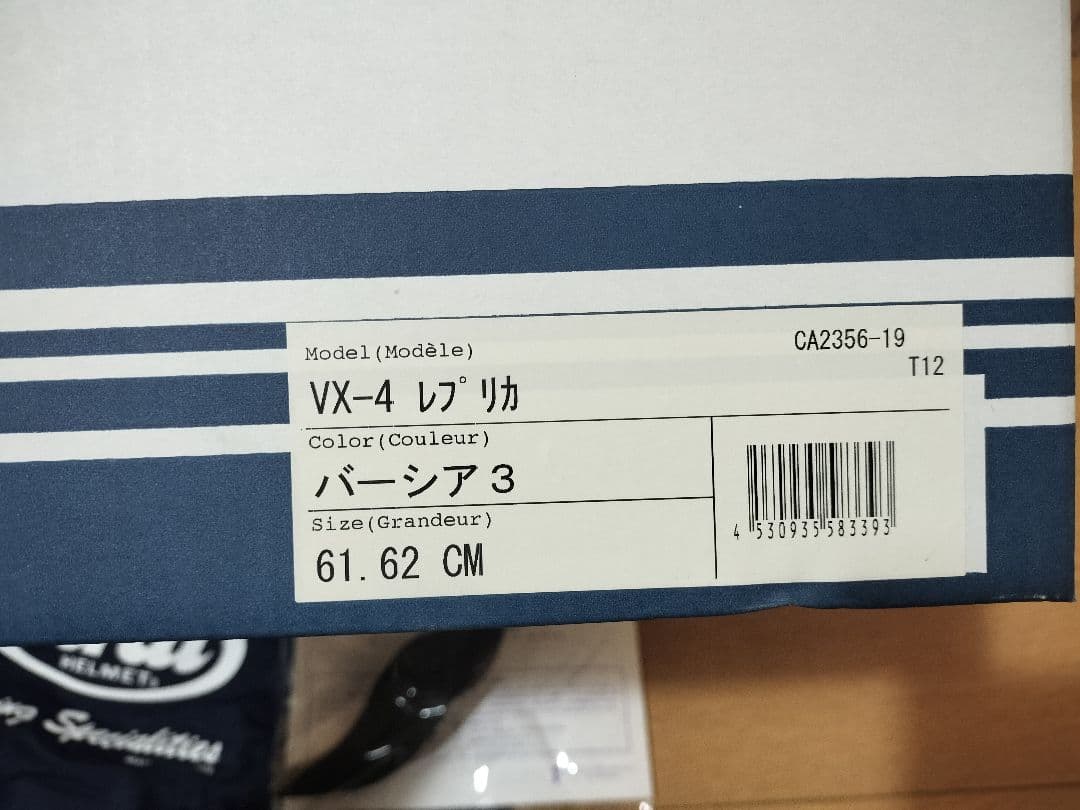 Model(Modèle)
CA2356-19
T12
VX-4 ﾚﾌﾟﾘｶ
Color(Couleur)
バーシア3
Size(Grandeur)
61.62 CM
4 530935 583393
HELMET
Specialities